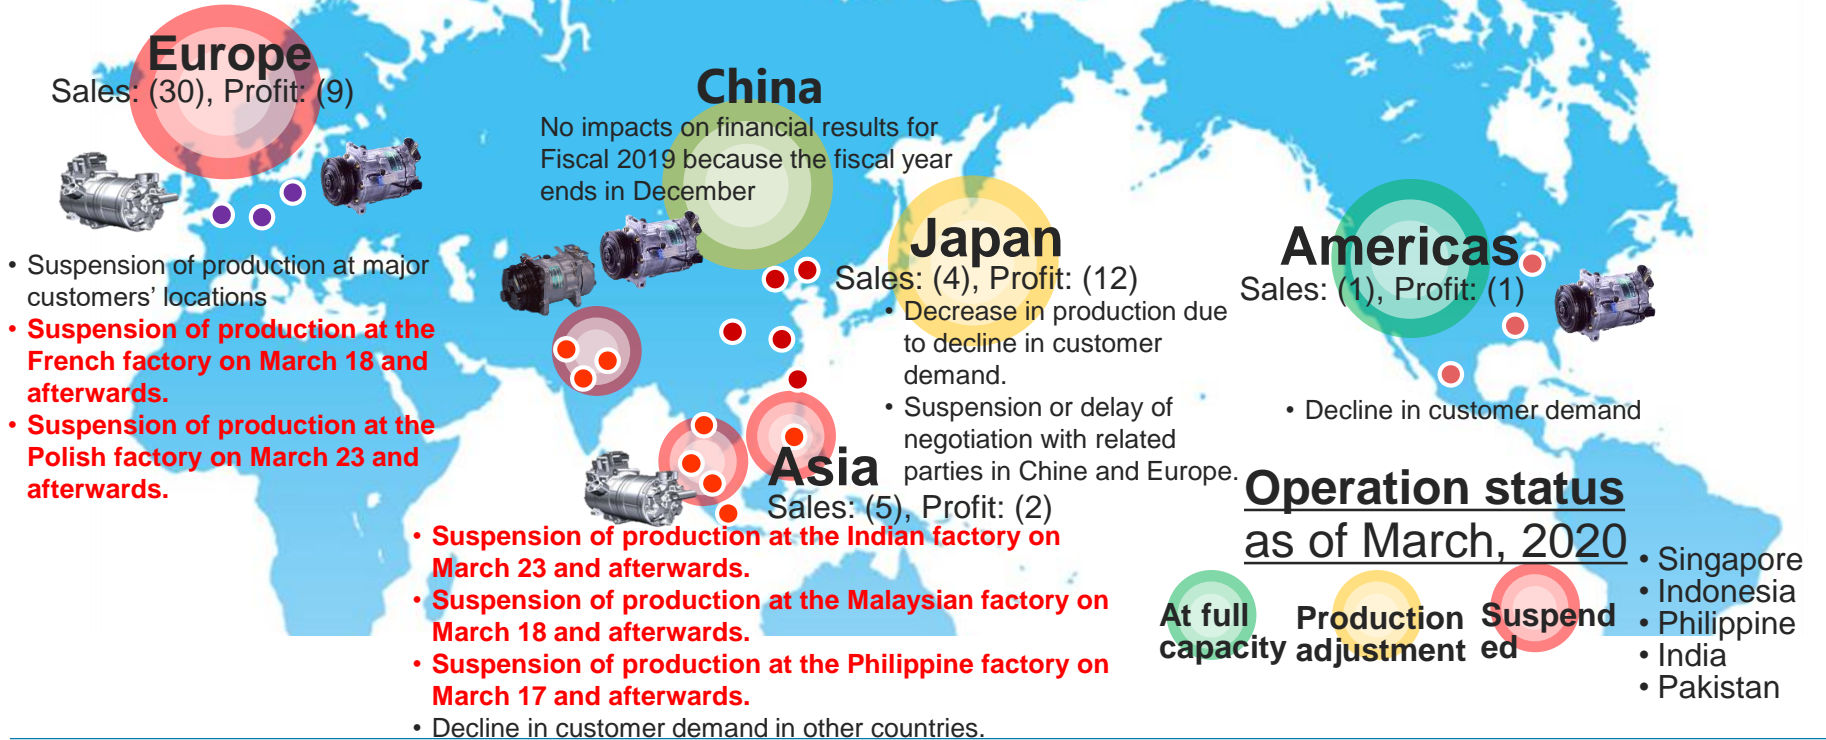 Europe
Sales: (30), Profit: (9)
• Suspension of production at major
customers’ locations
• Suspension of production at the
French factory on March 18 and
afterwards.
• Suspension of production at the
Polish factory on March 23 and
afterwards.
China
No impacts on financial results for
Fiscal 2019 because the fiscal year
ends in December
Japan
Sales: (4), Profit: (12)
• Decrease in production due
to decline in customer
demand.
• Suspension or delay of
negotiation with related
parties in Chine and Europe.
Americas
Sales: (1), Profit: (1)
• Decline in customer demand
Asia
Sales: (5), Profit: (2)
• Suspension of production at the Indian factory on
March 23 and afterwards.
• Suspension of production at the Malaysian factory on
March 18 and afterwards.
• Suspension of production at the Philippine factory on
March 17 and afterwards.
• Decline in customer demand in other countries.
Operation status
as of March, 2020
At full
capacity
Production
adjustment
Suspend
ed
• Singapore
• Indonesia
• Philippine
• India
• Pakistan